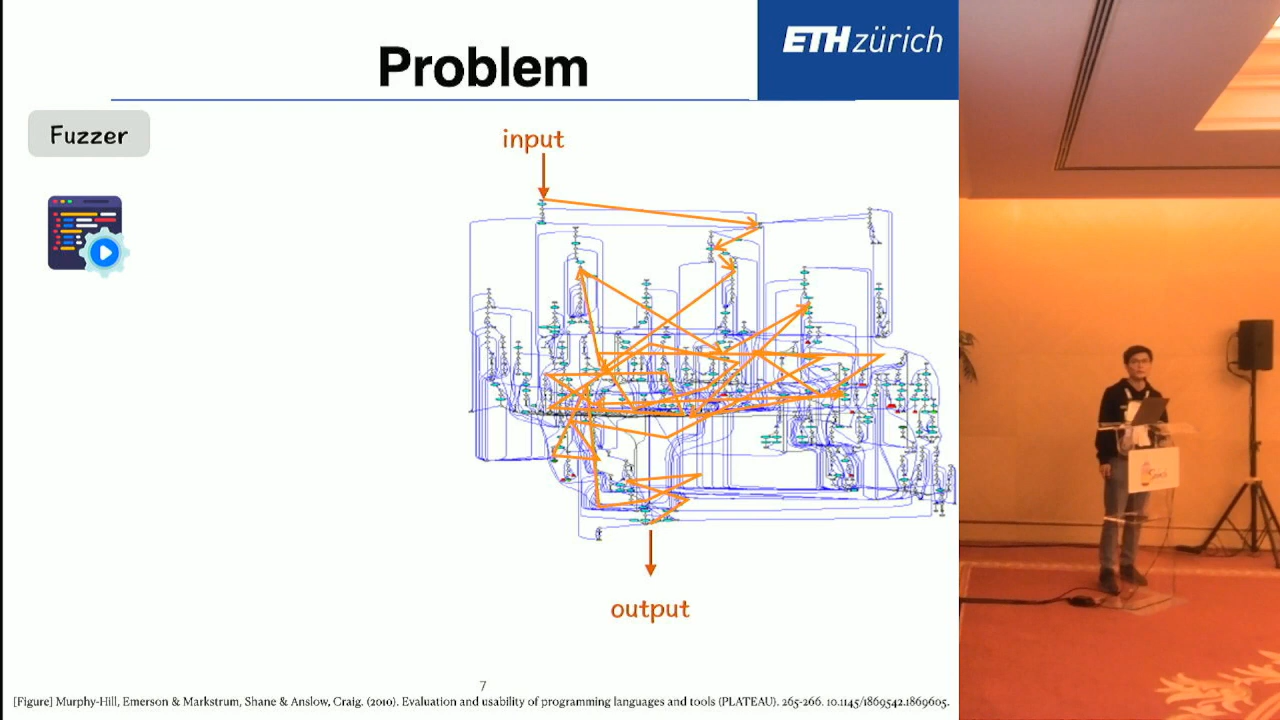 Problem
ETH zürich
Fuzzer
input
output
7
[Figure] Murphy-Hill, Emerson & Markstrum, Shane & Anslow, Craig. (2010). Evaluation and usability of programming languages and tools (PLATEAU). 265-266. 10.1145/1869542.1869605.